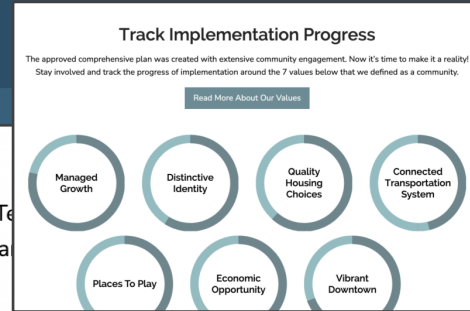 Track Implementation Progress
The approved comprehensive plan was created with extensive community engagement. Now it's time to make it a reality!
Stay involved and track the progress of implementation around the 7 values below that we defined as a community.
Read More About Our Values
Managed
Growth
Distinctive
Identity
Quality
Housing
Choices
Connected
Transportation
System
Places To Play
Economic
Opportunity
Vibrant
Downtown